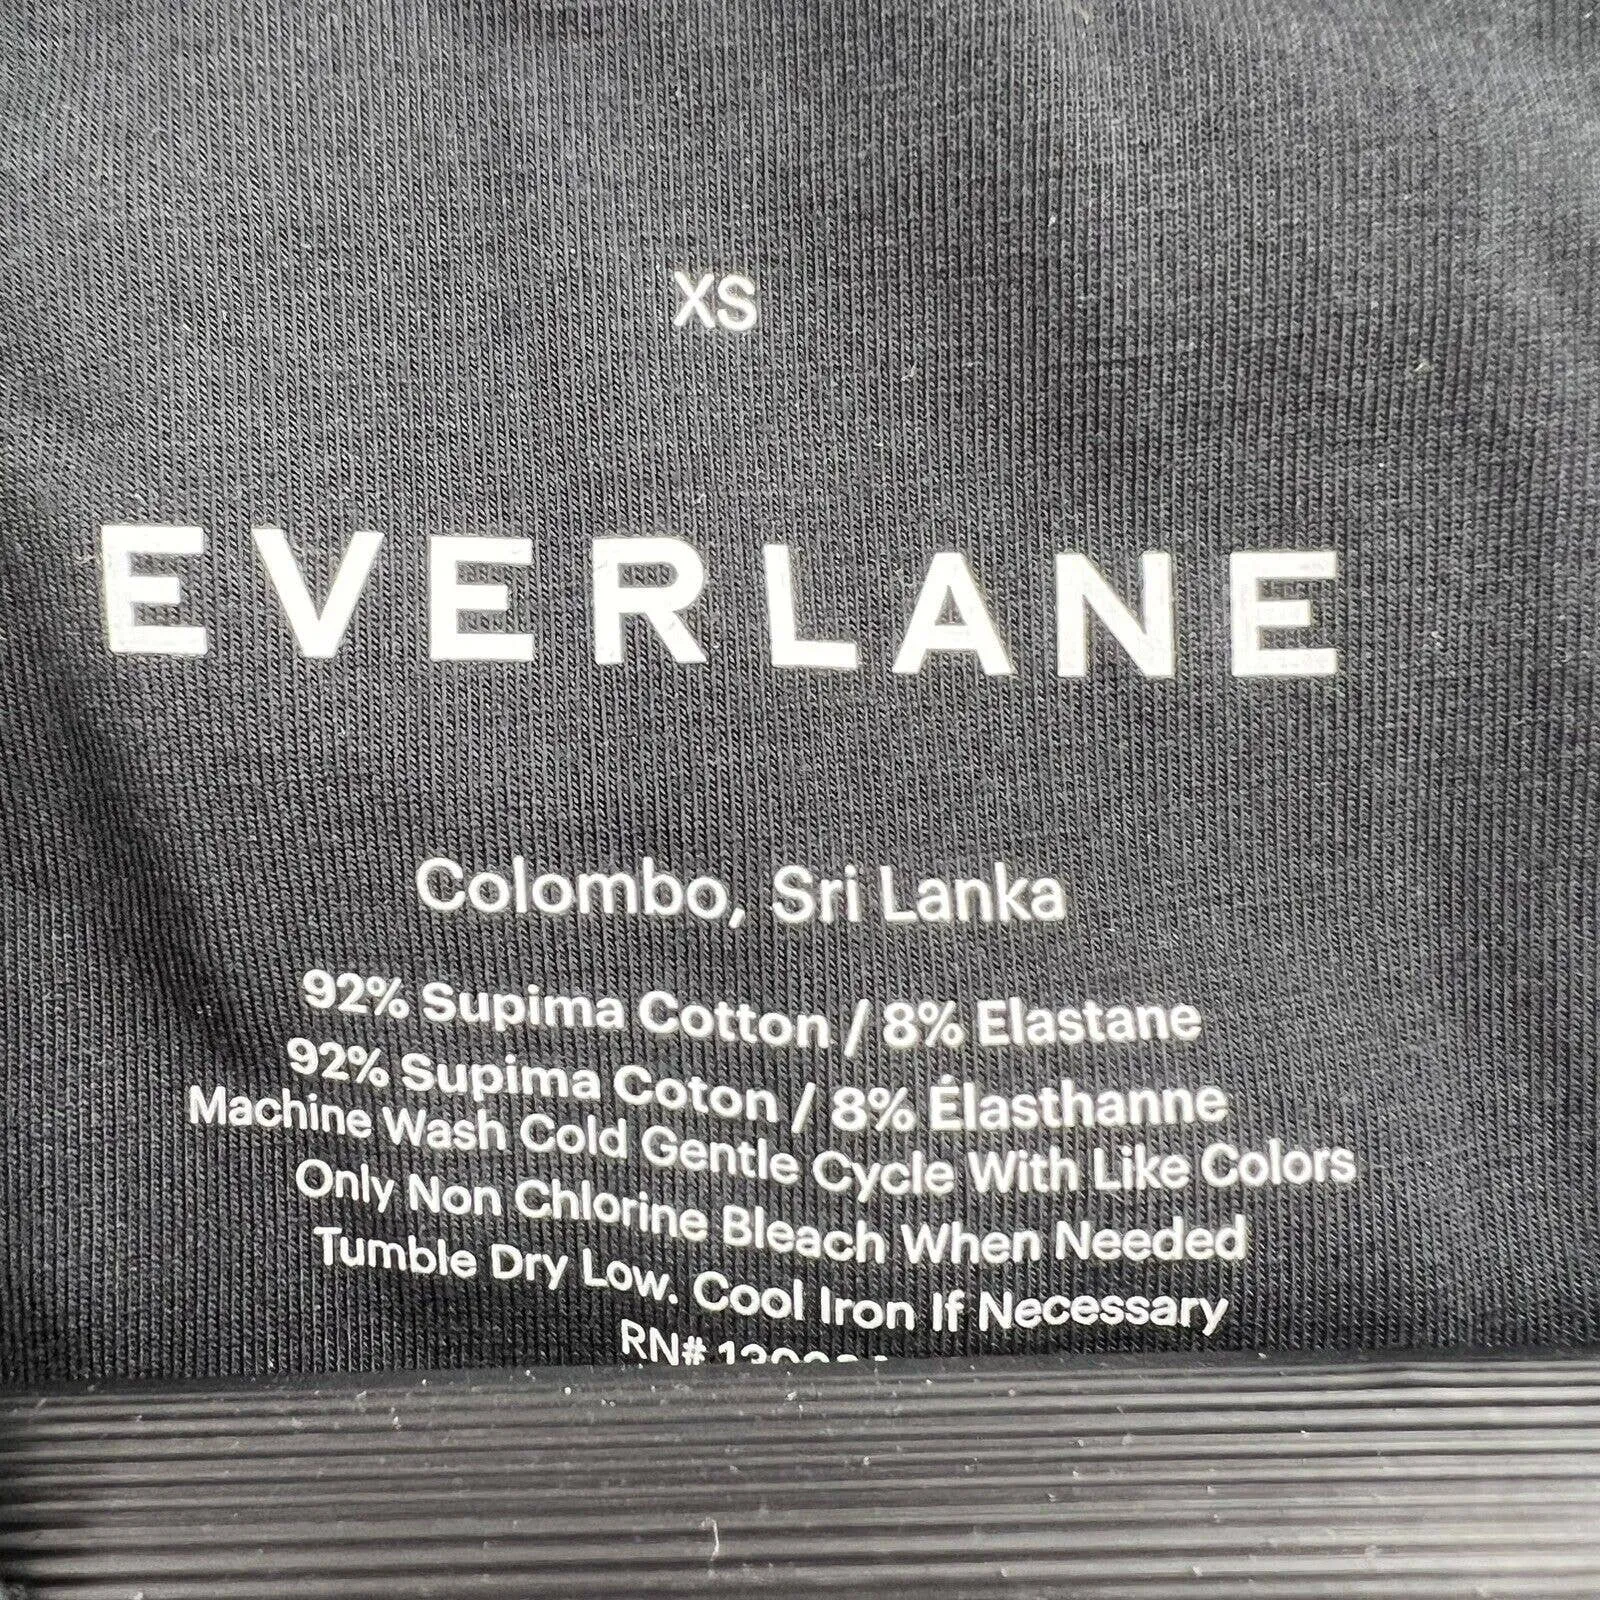 XS
EVERLANE
Colombo, Sri Lanka
92% Supima Cotton / 8% Elastane
92% Supima Coton / 8% Élasthanne
Machine Wash Cold Gentle Cycle With Like Colors
Only Non Chlorine Bleach When Needed
Tumble Dry Low. Cool Iron If Necessary
RN#